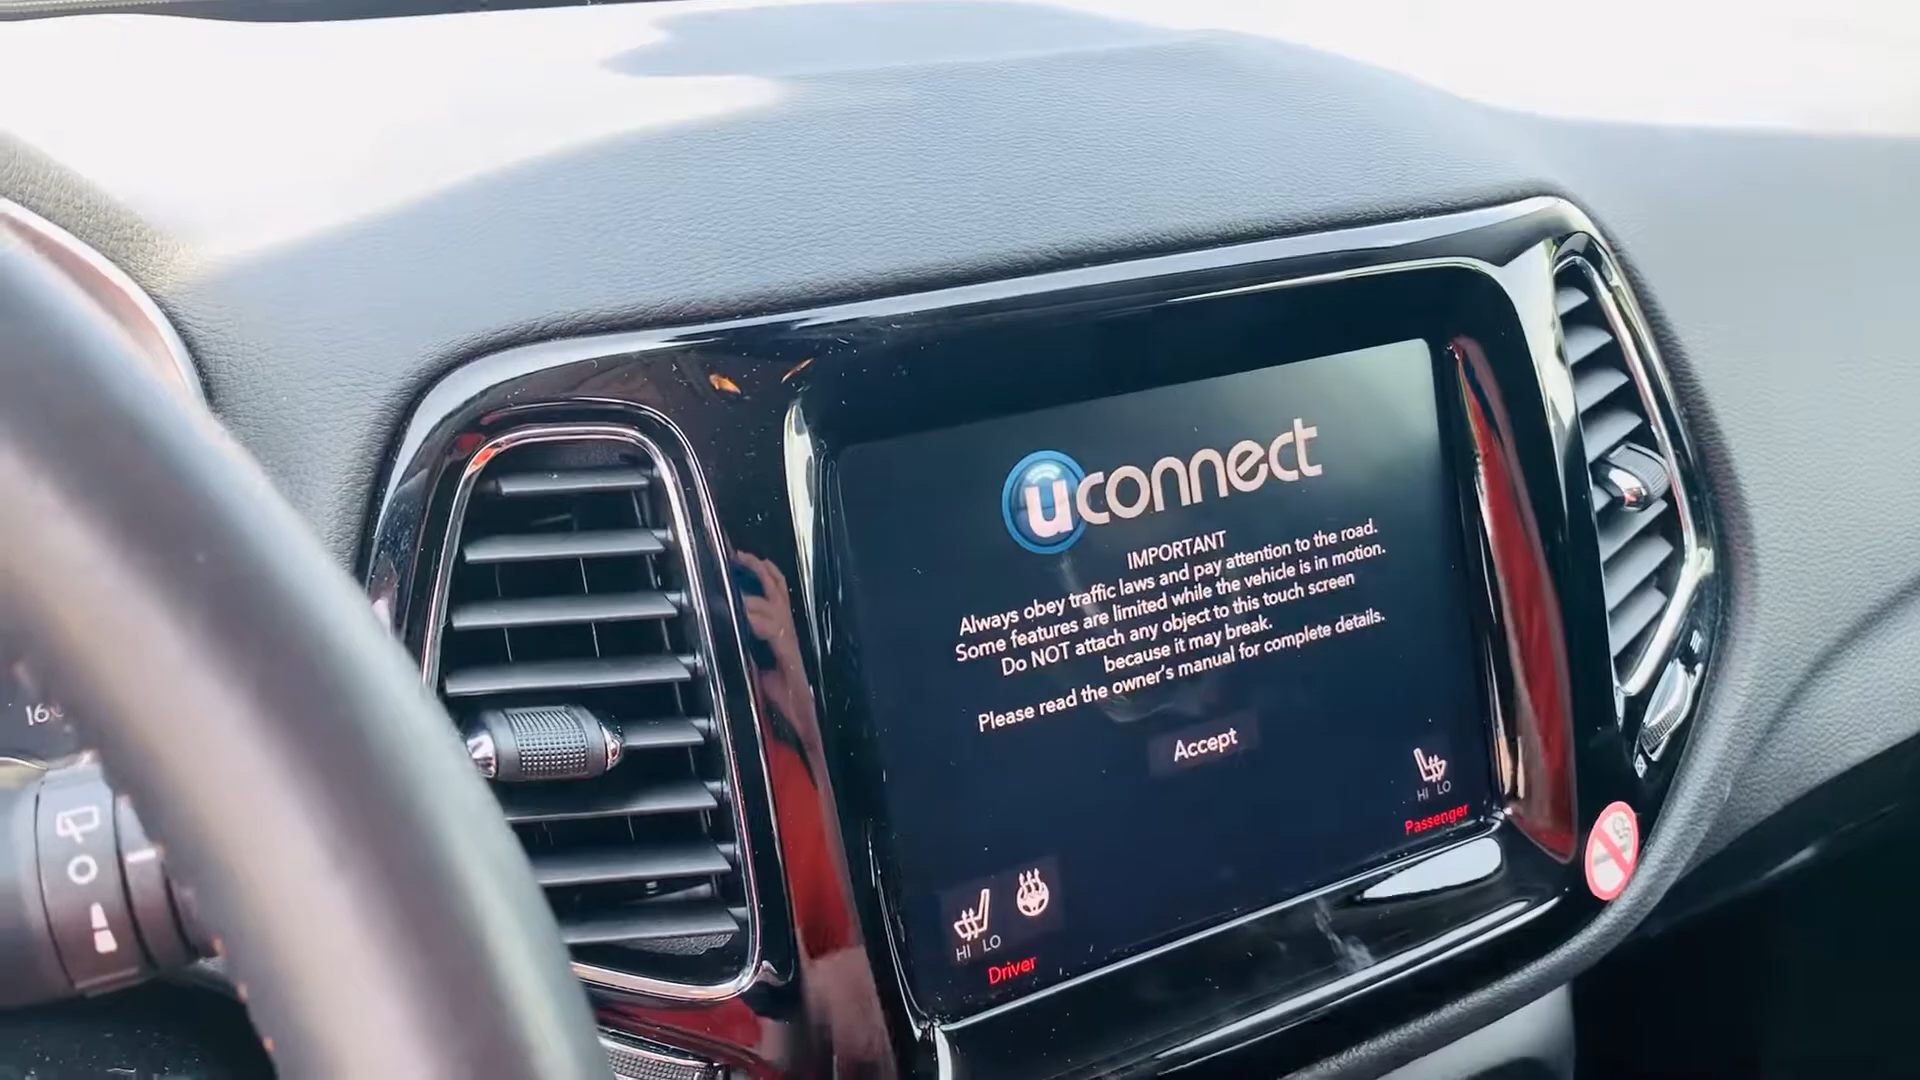 uconnect
IMPORTANT
Always obey traffic laws and pay attention to the road.
Some features are limited while the vehicle is in motion.
Do NOT attach any object to this touch screen
because it may break.
Please read the owner's manual for complete details.
Accept
HI LO
Passenger
HI LO
Driver